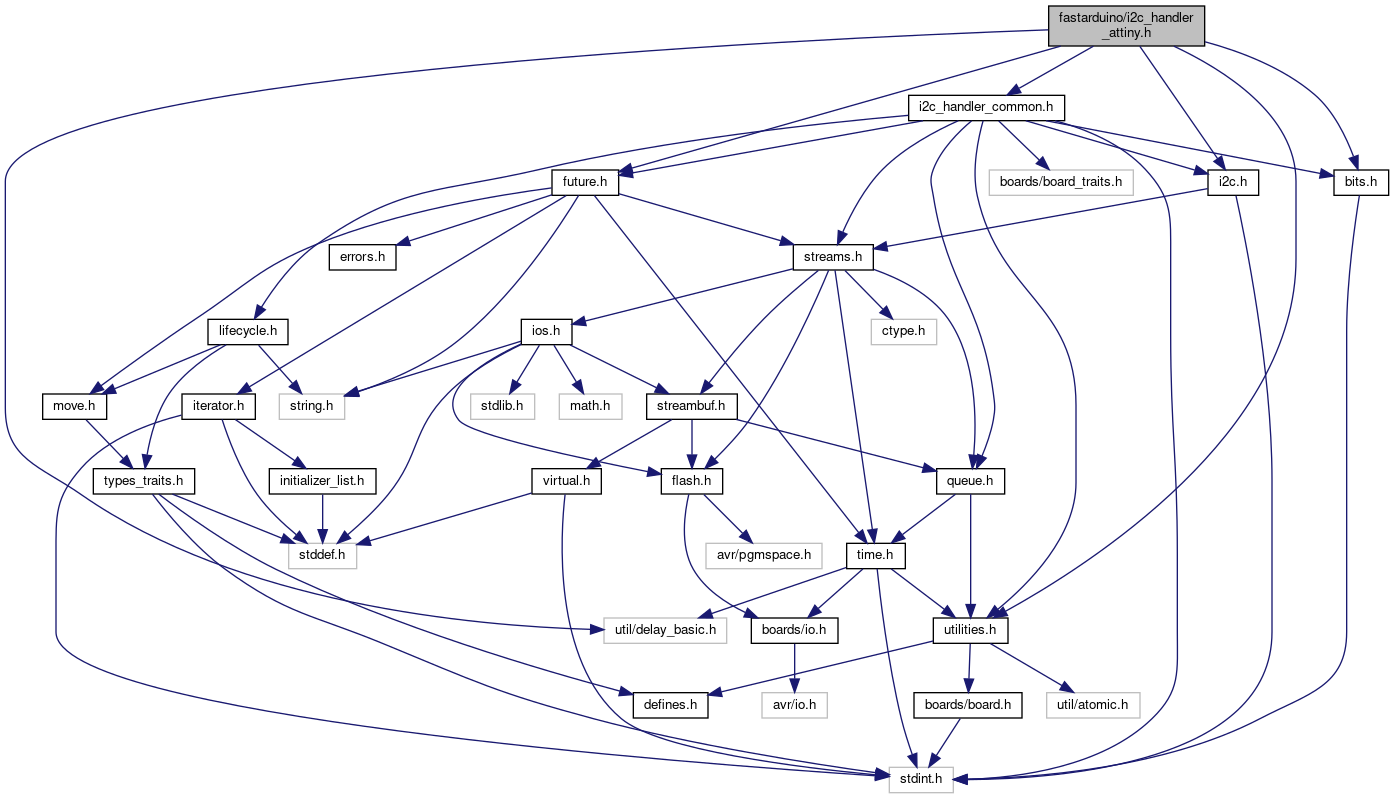 fastarduino/i2c_handler
_attiny.h
i2c_handler_common.h
future.h
boards/board_traits.h
i2c.h
bits.h
errors.h
streams.h
lifecycle.h
ios.h
ctype.h
move.h
iterator.h
string.h
stdlib.h
math.h
streambuf.h
types_traits.h
initializer_list.h
virtual.h
flash.h
queue.h
stddef.h
avr/pgmspace.h
time.h
util/delay_basic.h
boards/io.h
utilities.h
defines.h
avr/io.h
boards/board.h
util/atomic.h
stdint.h